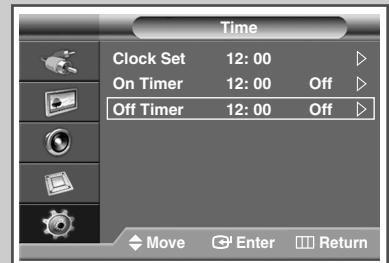 Time
Clock Set 12: 00
On Timer 12: 00 Off
Off Timer 12: 00 Off
Move Enter Return